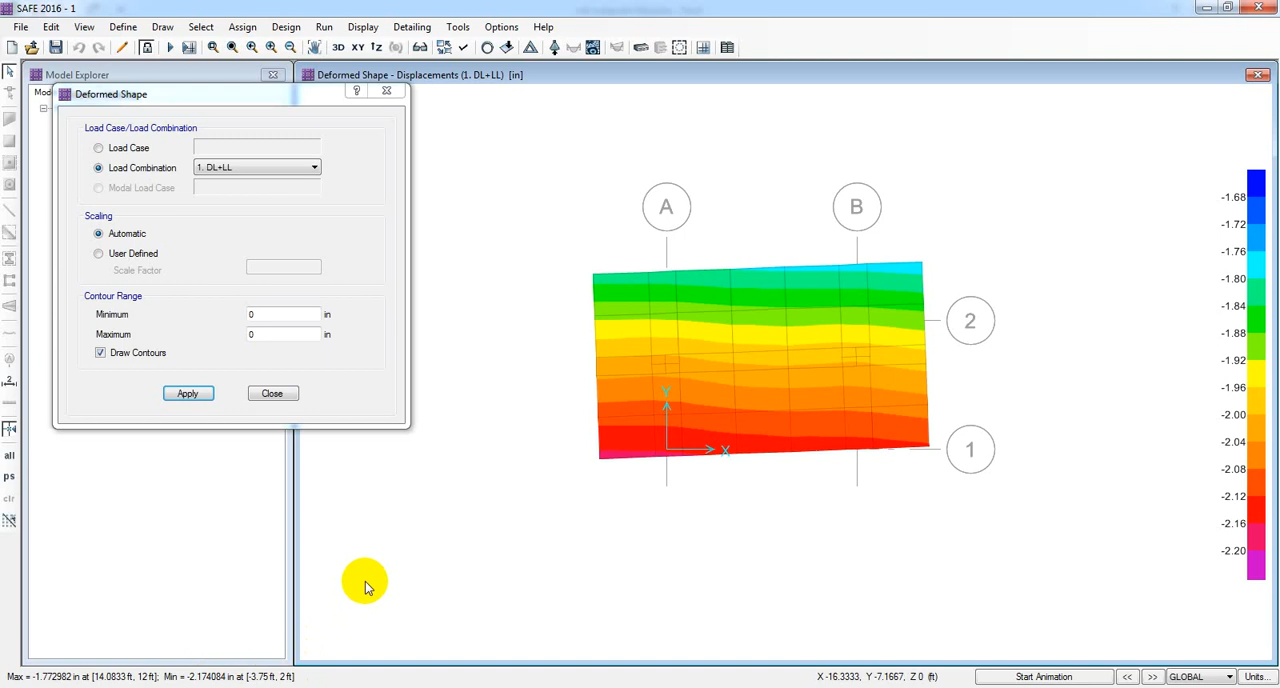 SAFE 2016 - 1
File Edit View Define Draw Select Assign Design Run Display Detailing Tools Options Help
3D XY
Model Explorer
Deformed Shape - Displacements (1. DL+LL) [in]
Deformed Shape
Load Case/Load Combination
Load Case
Load Combination 1. DL+LL
Modal Load Case
Scaling
Automatic
User Defined
Scale Factor
Contour Range
Minimum 0 in
Maximum 0 in
Draw Contours
Apply Close
A B
2
1
Y
X
-1.68
-1.72
-1.76
-1.80
-1.84
-1.88
-1.92
-1.96
-2.00
-2.04
-2.08
-2.12
-2.16
-2.20
all
ps
clr
Max = -1.772982 in at [14.0833 ft, 12 ft]; Min = -2.174084 in at [-3.75 ft, 2 ft] X -16.3333, Y -7.1667, Z 0 (ft) Start Animation << >> GLOBAL Units...